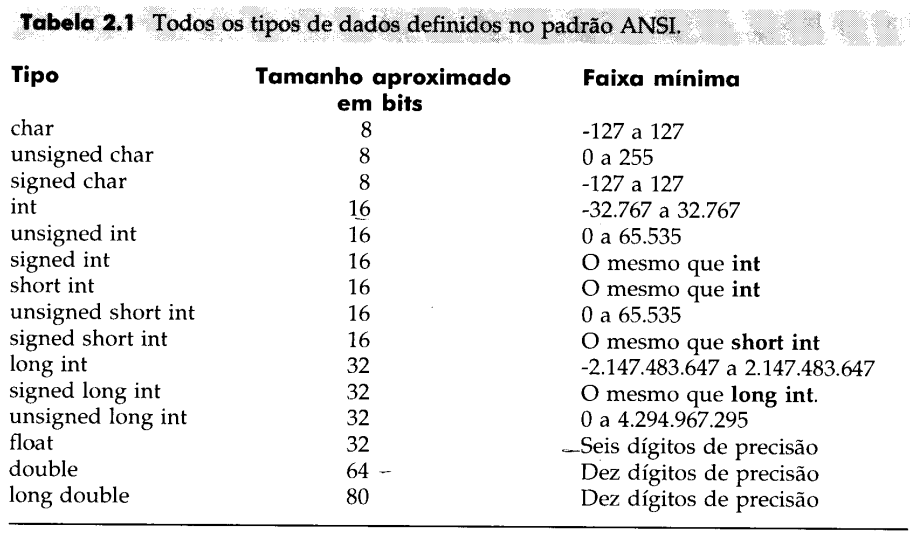 Tabela 2.1 Todos os tipos de dados definidos no padrão ANSI.
Tipo Tamanho aproximado em bits Faixa mínima
char 8 -127 a 127
unsigned char 8 0 a 255
signed char 8 -127 a 127
int 16 -32.767 a 32.767
unsigned int 16 0 a 65.535
signed int 16 O mesmo que int
short int 16 O mesmo que int
unsigned short int 16 0 a 65.535
signed short int 16 O mesmo que short int
long int 32 -2.147.483.647 a 2.147.483.647
signed long int 32 O mesmo que long int.
unsigned long int 32 0 a 4.294.967.295
float 32 Seis dígitos de precisão
double 64 Dez dígitos de precisão
long double 80 Dez dígitos de precisão